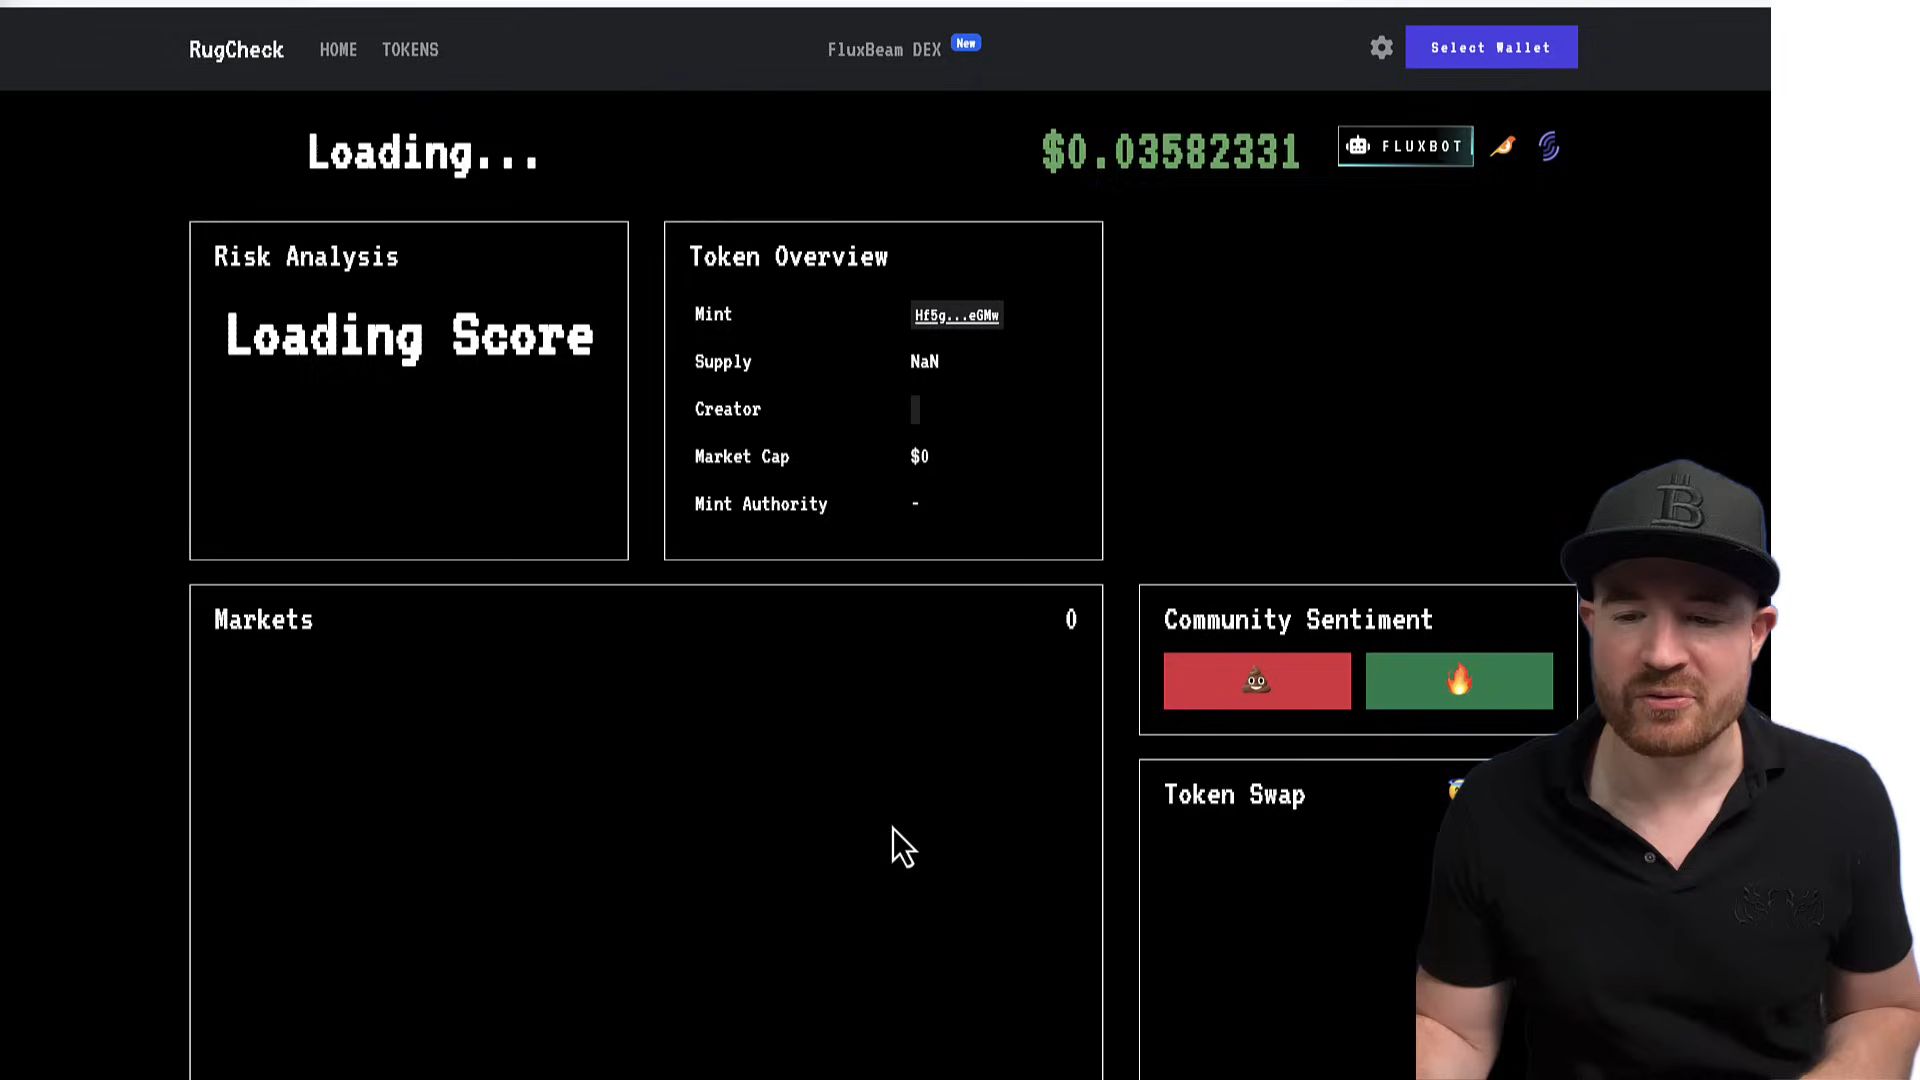 RugCheck HOME TOKENS FluxBeam DEX New Select Wallet
Loading... $0.03582331 FLUXBOT
Risk Analysis
Loading Score
Token Overview
Mint Hf5g...eGMw
Supply NaN
Creator
Market Cap $0
Mint Authority -
Markets 0
Community Sentiment
Token Swap